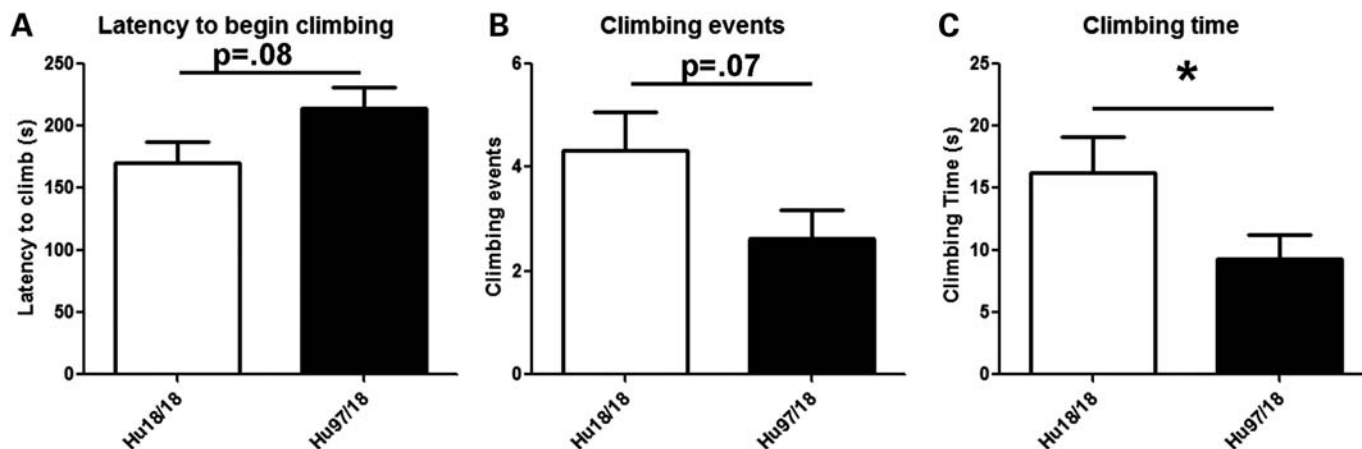 A Latency to begin climbing
p=.08
Latency to climb (s)
250
200
150
100
50
0
Hu18/18
Hu97/18
B Climbing events
p=.07
Climbing events
6
4
2
0
Hu18/18
Hu97/18
C Climbing time
*
Climbing Time (s)
25
20
15
10
5
0
Hu18/18
Hu97/18